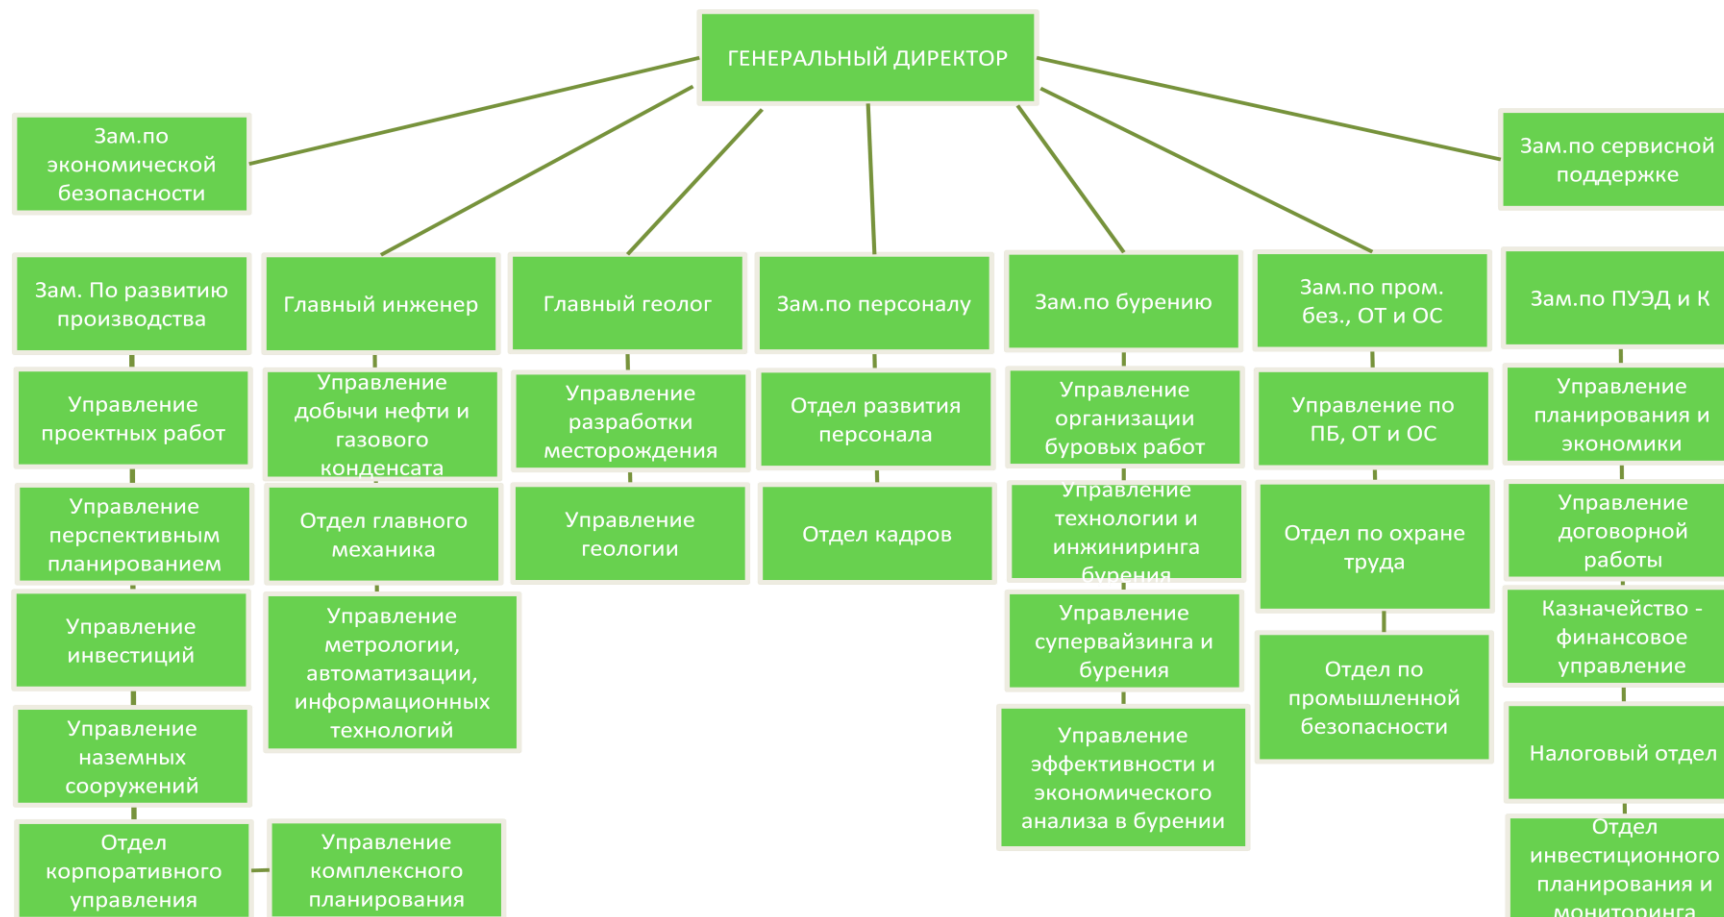 ГЕНЕРАЛЬНЫЙ ДИРЕКТОР
Зам.по
экономической
безопасности
Зам.по сервисной
поддержке
Зам. По развитию
производства
Главный инженер
Главный геолог
Зам.по персоналу
Зам.по бурению
Зам.по пром.
без., ОТ и ОС
Зам.по ПУЭД и К
Управление
проектных работ
Управление
добычи нефти и
газового
конденсата
Управление
разработки
месторождения
Отдел развития
персонала
Управление
организации
буровых работ
Управление по
ПБ, ОТ и ОС
Управление
планирования и
экономики
Управление
перспективным
планированием
Отдел главного
механика
Управление
геологии
Отдел кадров
Управление
технологии и
инжиниринга
бурения
Отдел по охране
труда
Управление
договорной
работы
Управление
инвестиций
Управление
метрологии,
автоматизации,
информационных
технологий
Управление
супервайзинга и
бурения
Отдел по
промышленной
безопасности
Казначейство -
финансовое
управление
Управление
наземных
сооружений
Управление
эффективности и
экономического
анализа в бурении
Налоговый отдел
Отдел
корпоративного
управления
Управление
комплексного
планирования
Отдел
инвестиционного
планирования и
мониторинга